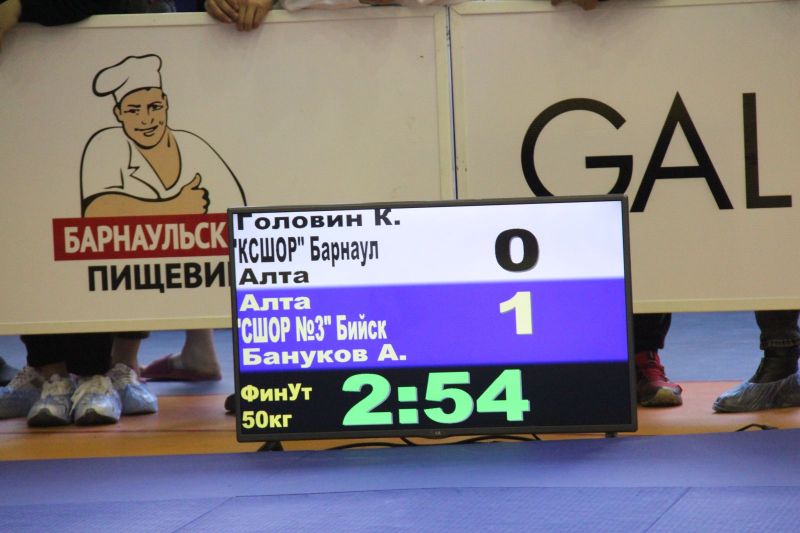 БАРНАУЛЬСК
ПИЩЕВИ
GAL
Головин К.
"КСШОР" Барнаул
Алта
0
Алта
"СШОР №3" Бийск
Бануков А.
1
ФинУт
50кг
2:54